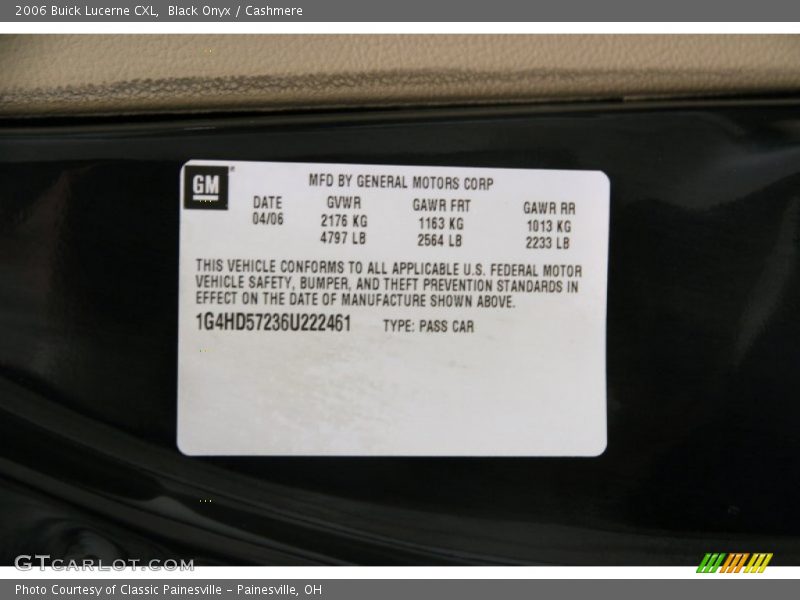 2006 Buick Lucerne CXL,  Black Onyx / Cashmere
GM
MFD BY GENERAL MOTORS CORP
DATE GVWR GAWR FRT GAWR RR
04/06 2176 KG 1163 KG 1013 KG
4797 LB 2564 LB 2233 LB
THIS VEHICLE CONFORMS TO ALL APPLICABLE U.S. FEDERAL MOTOR
VEHICLE SAFETY, BUMPER, AND THEFT PREVENTION STANDARDS IN
EFFECT ON THE DATE OF MANUFACTURE SHOWN ABOVE.
1G4HD57236U222461 TYPE: PASS CAR
GTCARLOT.COM
Photo Courtesy of Classic Painesville - Painesville, OH